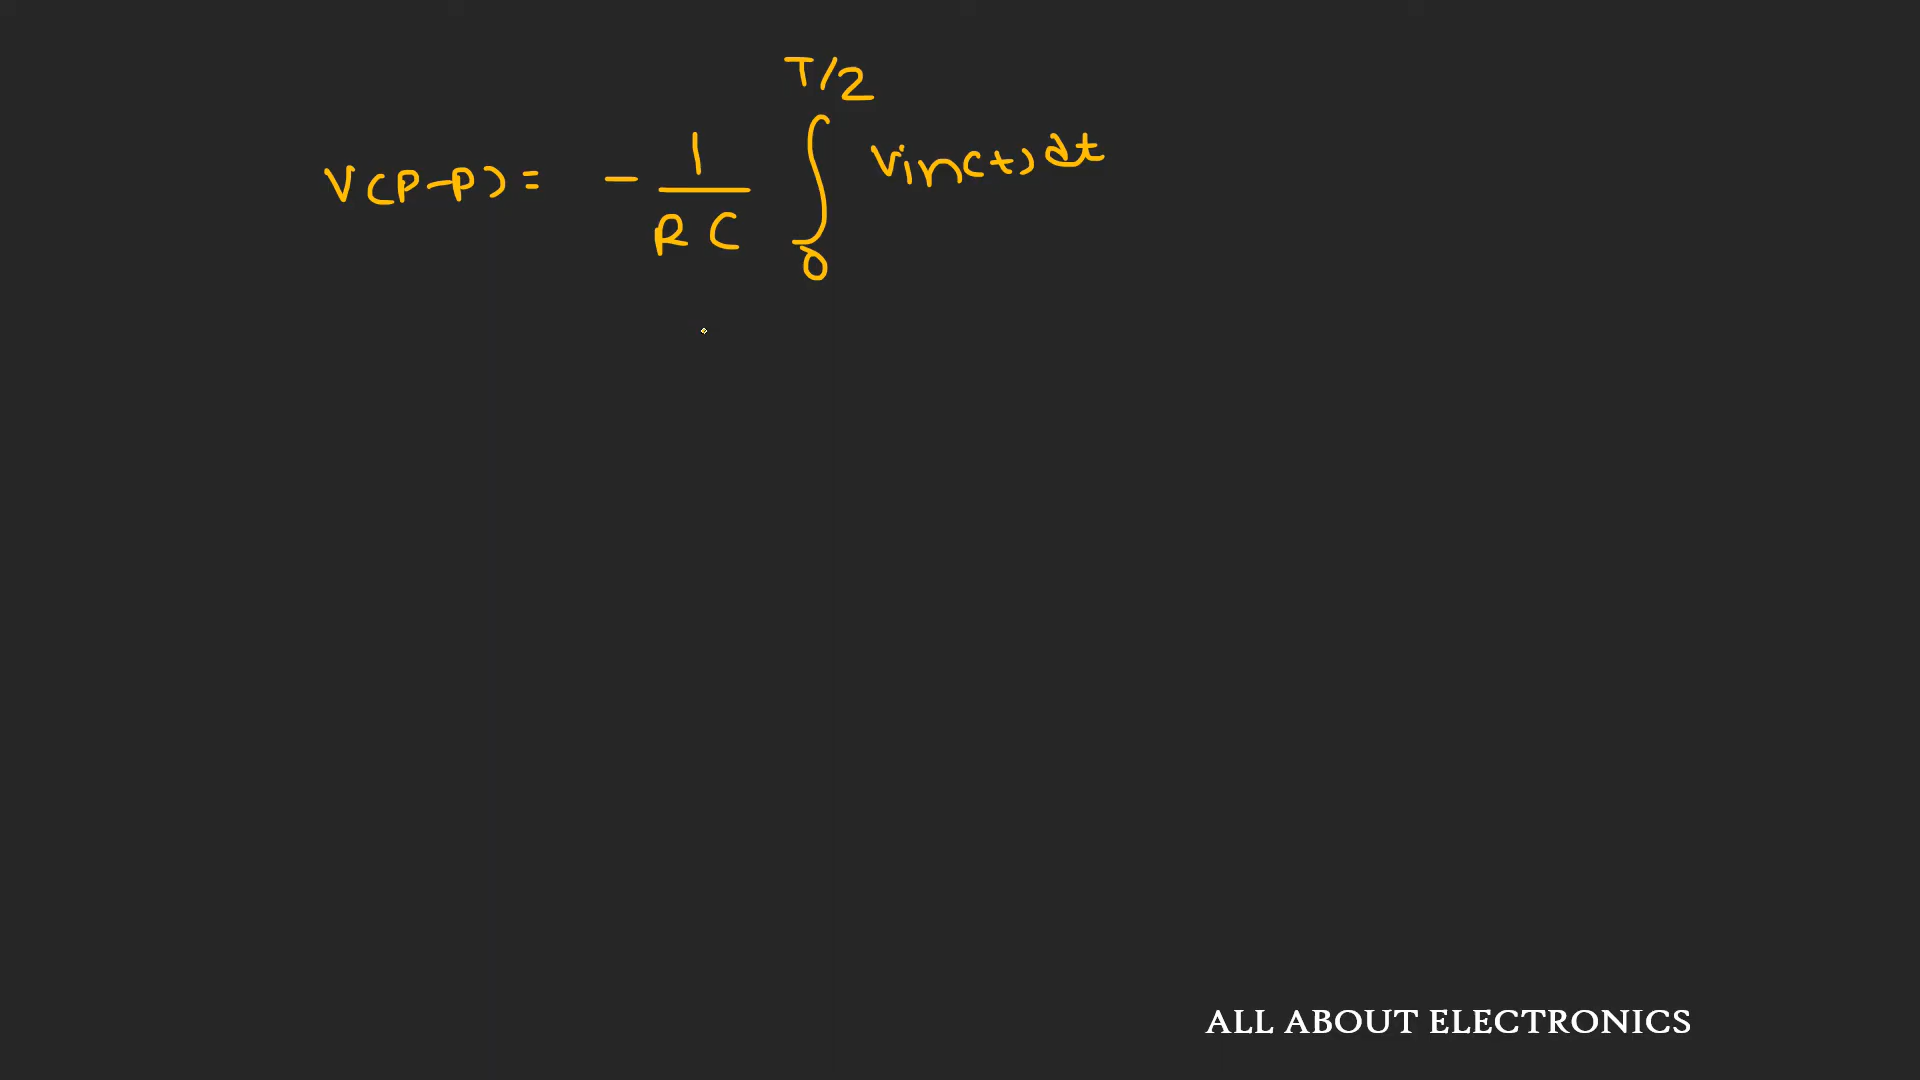 V(P-P) = - 1/RC ∫₀^T/2 Vin(t) dt
ALL ABOUT ELECTRONICS